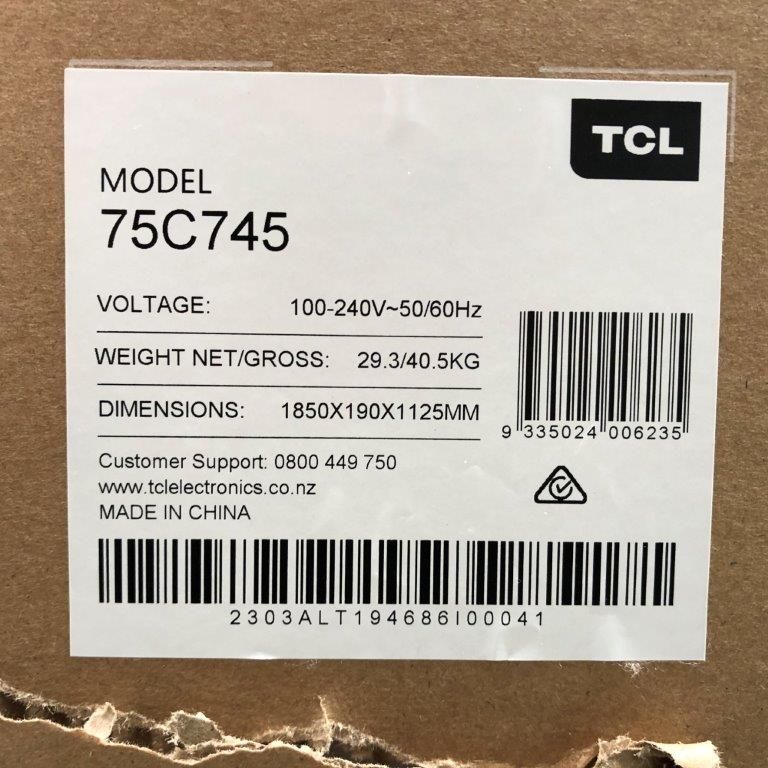 TCL
MODEL
75C745
VOLTAGE: 100-240V~50/60Hz
WEIGHT NET/GROSS: 29.3/40.5KG
DIMENSIONS: 1850X190X1125MM
9 335024 006235
Customer Support: 0800 449 750
www.tclelectronics.co.nz
MADE IN CHINA
2303ALT194686I00041